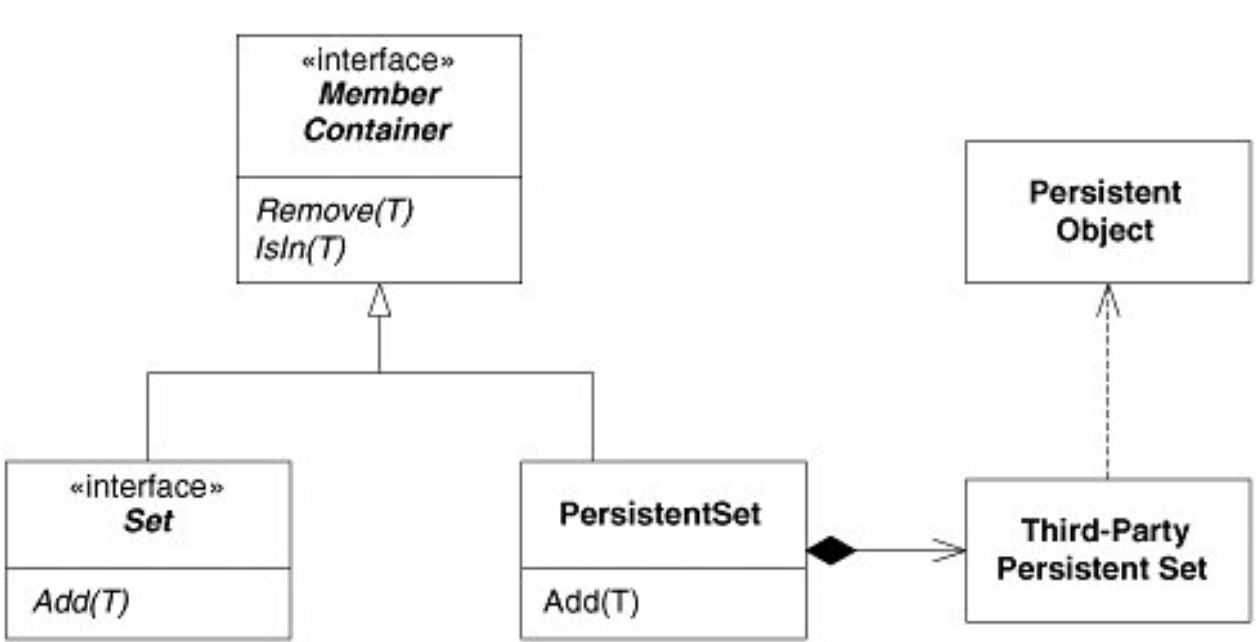 «interface»
Member
Container
Remove(T)
IsIn(T)
Persistent
Object
«interface»
Set
Add(T)
PersistentSet
Add(T)
Third-Party
Persistent Set